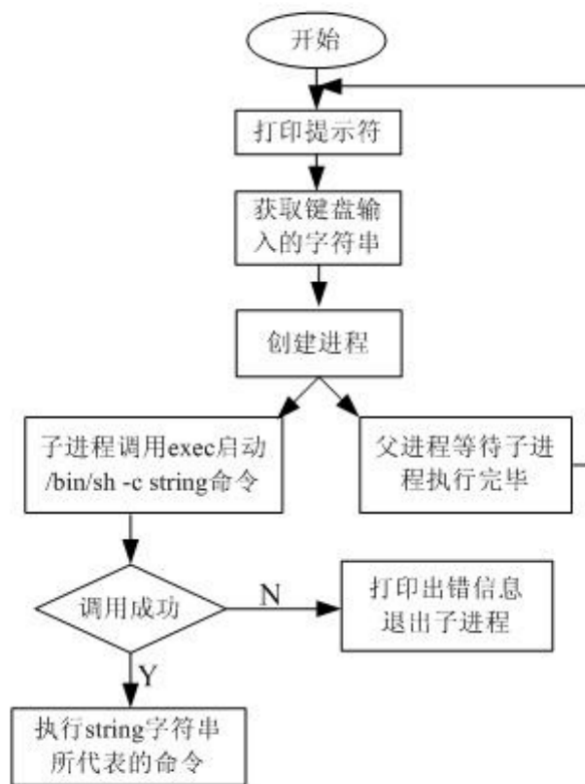 开始
打印提示符
获取键盘输
入的字符串
创建进程
子进程调用exec启动
/bin/sh -c string命令
父进程等待子进
程执行完毕
调用成功
N
打印出错信息
退出子进程
Y
执行string字符串
所代表的命令